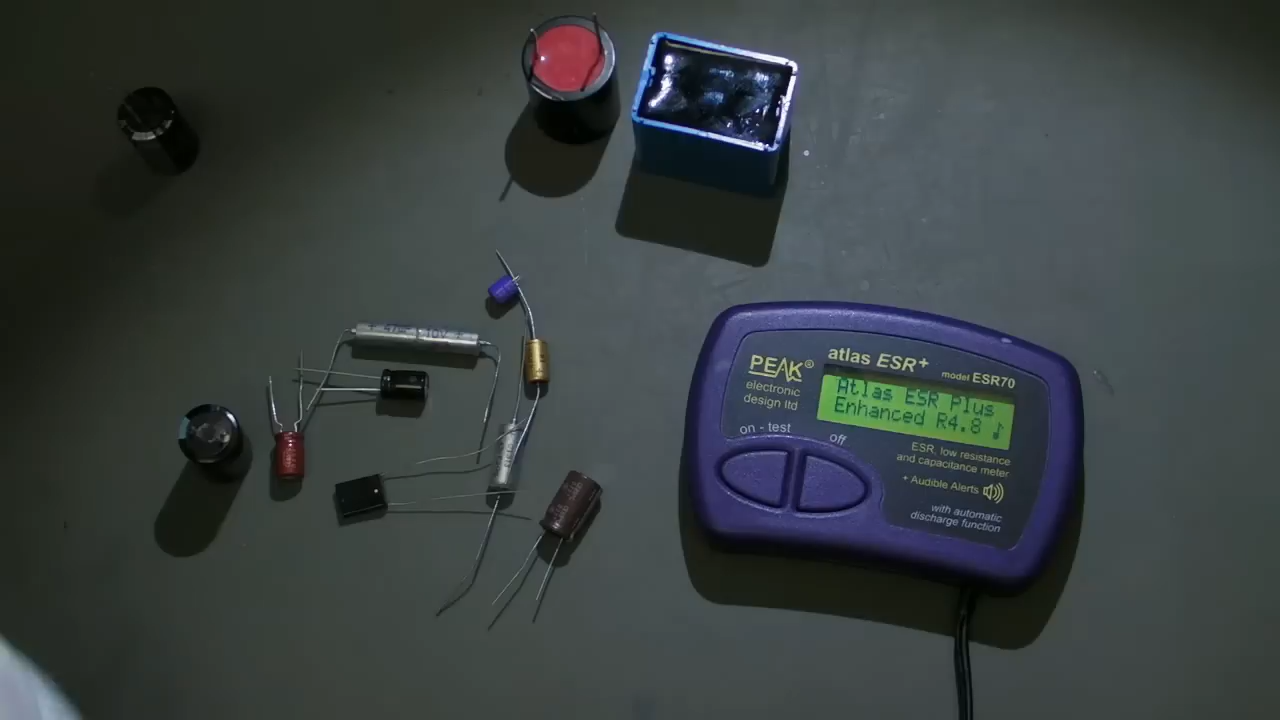 PEAK®
electronic
design ltd
atlas ESR+
model ESR70
Atlas ESR Plus
Enhanced R4.8 ♪
on - test
off
ESR, low resistance
and capacitance meter
+ Audible Alerts
with automatic
discharge function